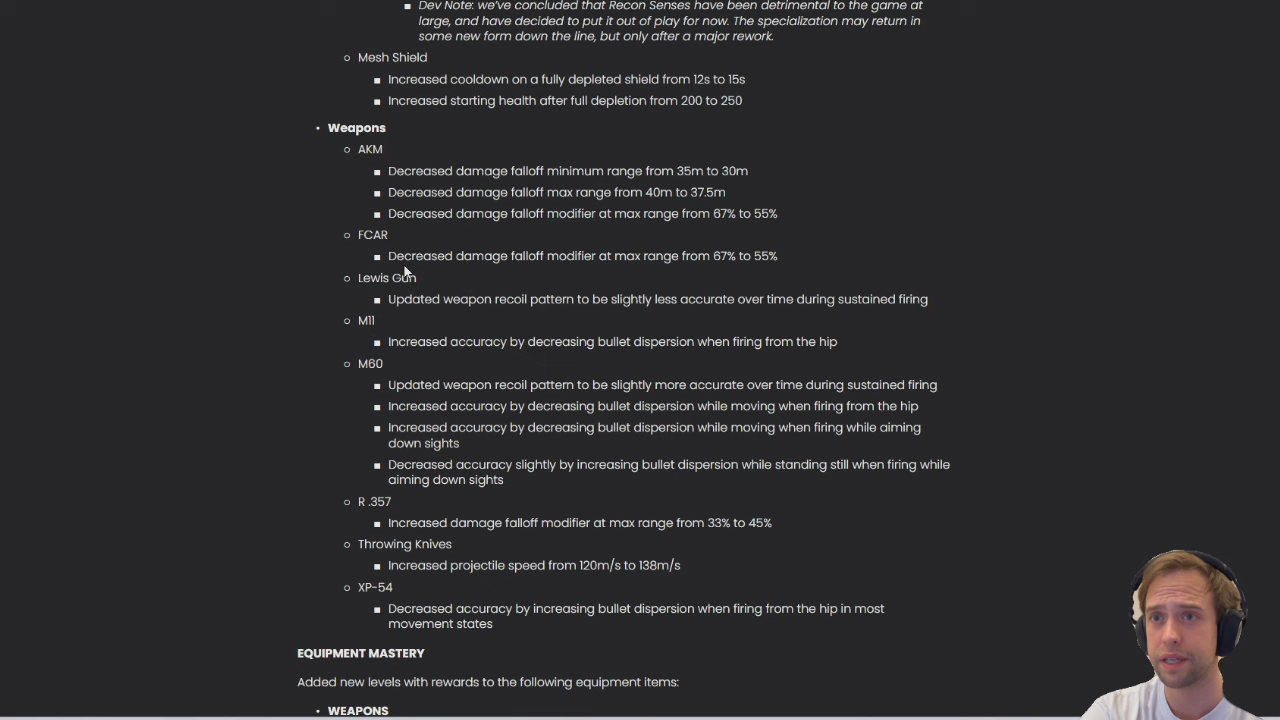 Dev Note: we've concluded that Recon Senses have been detrimental to the game at
large, and have decided to put it out of play for now. The specialization may return in
some new form down the line, but only after a major rework.
Mesh Shield
Increased cooldown on a fully depleted shield from 12s to 15s
Increased starting health after full depletion from 200 to 250
Weapons
AKM
Decreased damage falloff minimum range from 35m to 30m
Decreased damage falloff max range from 40m to 37.5m
Decreased damage falloff modifier at max range from 67% to 55%
FCAR
Decreased damage falloff modifier at max range from 67% to 55%
Lewis Gun
Updated weapon recoil pattern to be slightly less accurate over time during sustained firing
M11
Increased accuracy by decreasing bullet dispersion when firing from the hip
M60
Updated weapon recoil pattern to be slightly more accurate over time during sustained firing
Increased accuracy by decreasing bullet dispersion while moving when firing from the hip
Increased accuracy by decreasing bullet dispersion while moving when firing while aiming
down sights
Decreased accuracy slightly by increasing bullet dispersion while standing still when firing while
aiming down sights
R .357
Increased damage falloff modifier at max range from 33% to 45%
Throwing Knives
Increased projectile speed from 120m/s to 138m/s
XP-54
Decreased accuracy by increasing bullet dispersion when firing from the hip in most
movement states
EQUIPMENT MASTERY
Added new levels with rewards to the following equipment items:
WEAPONS